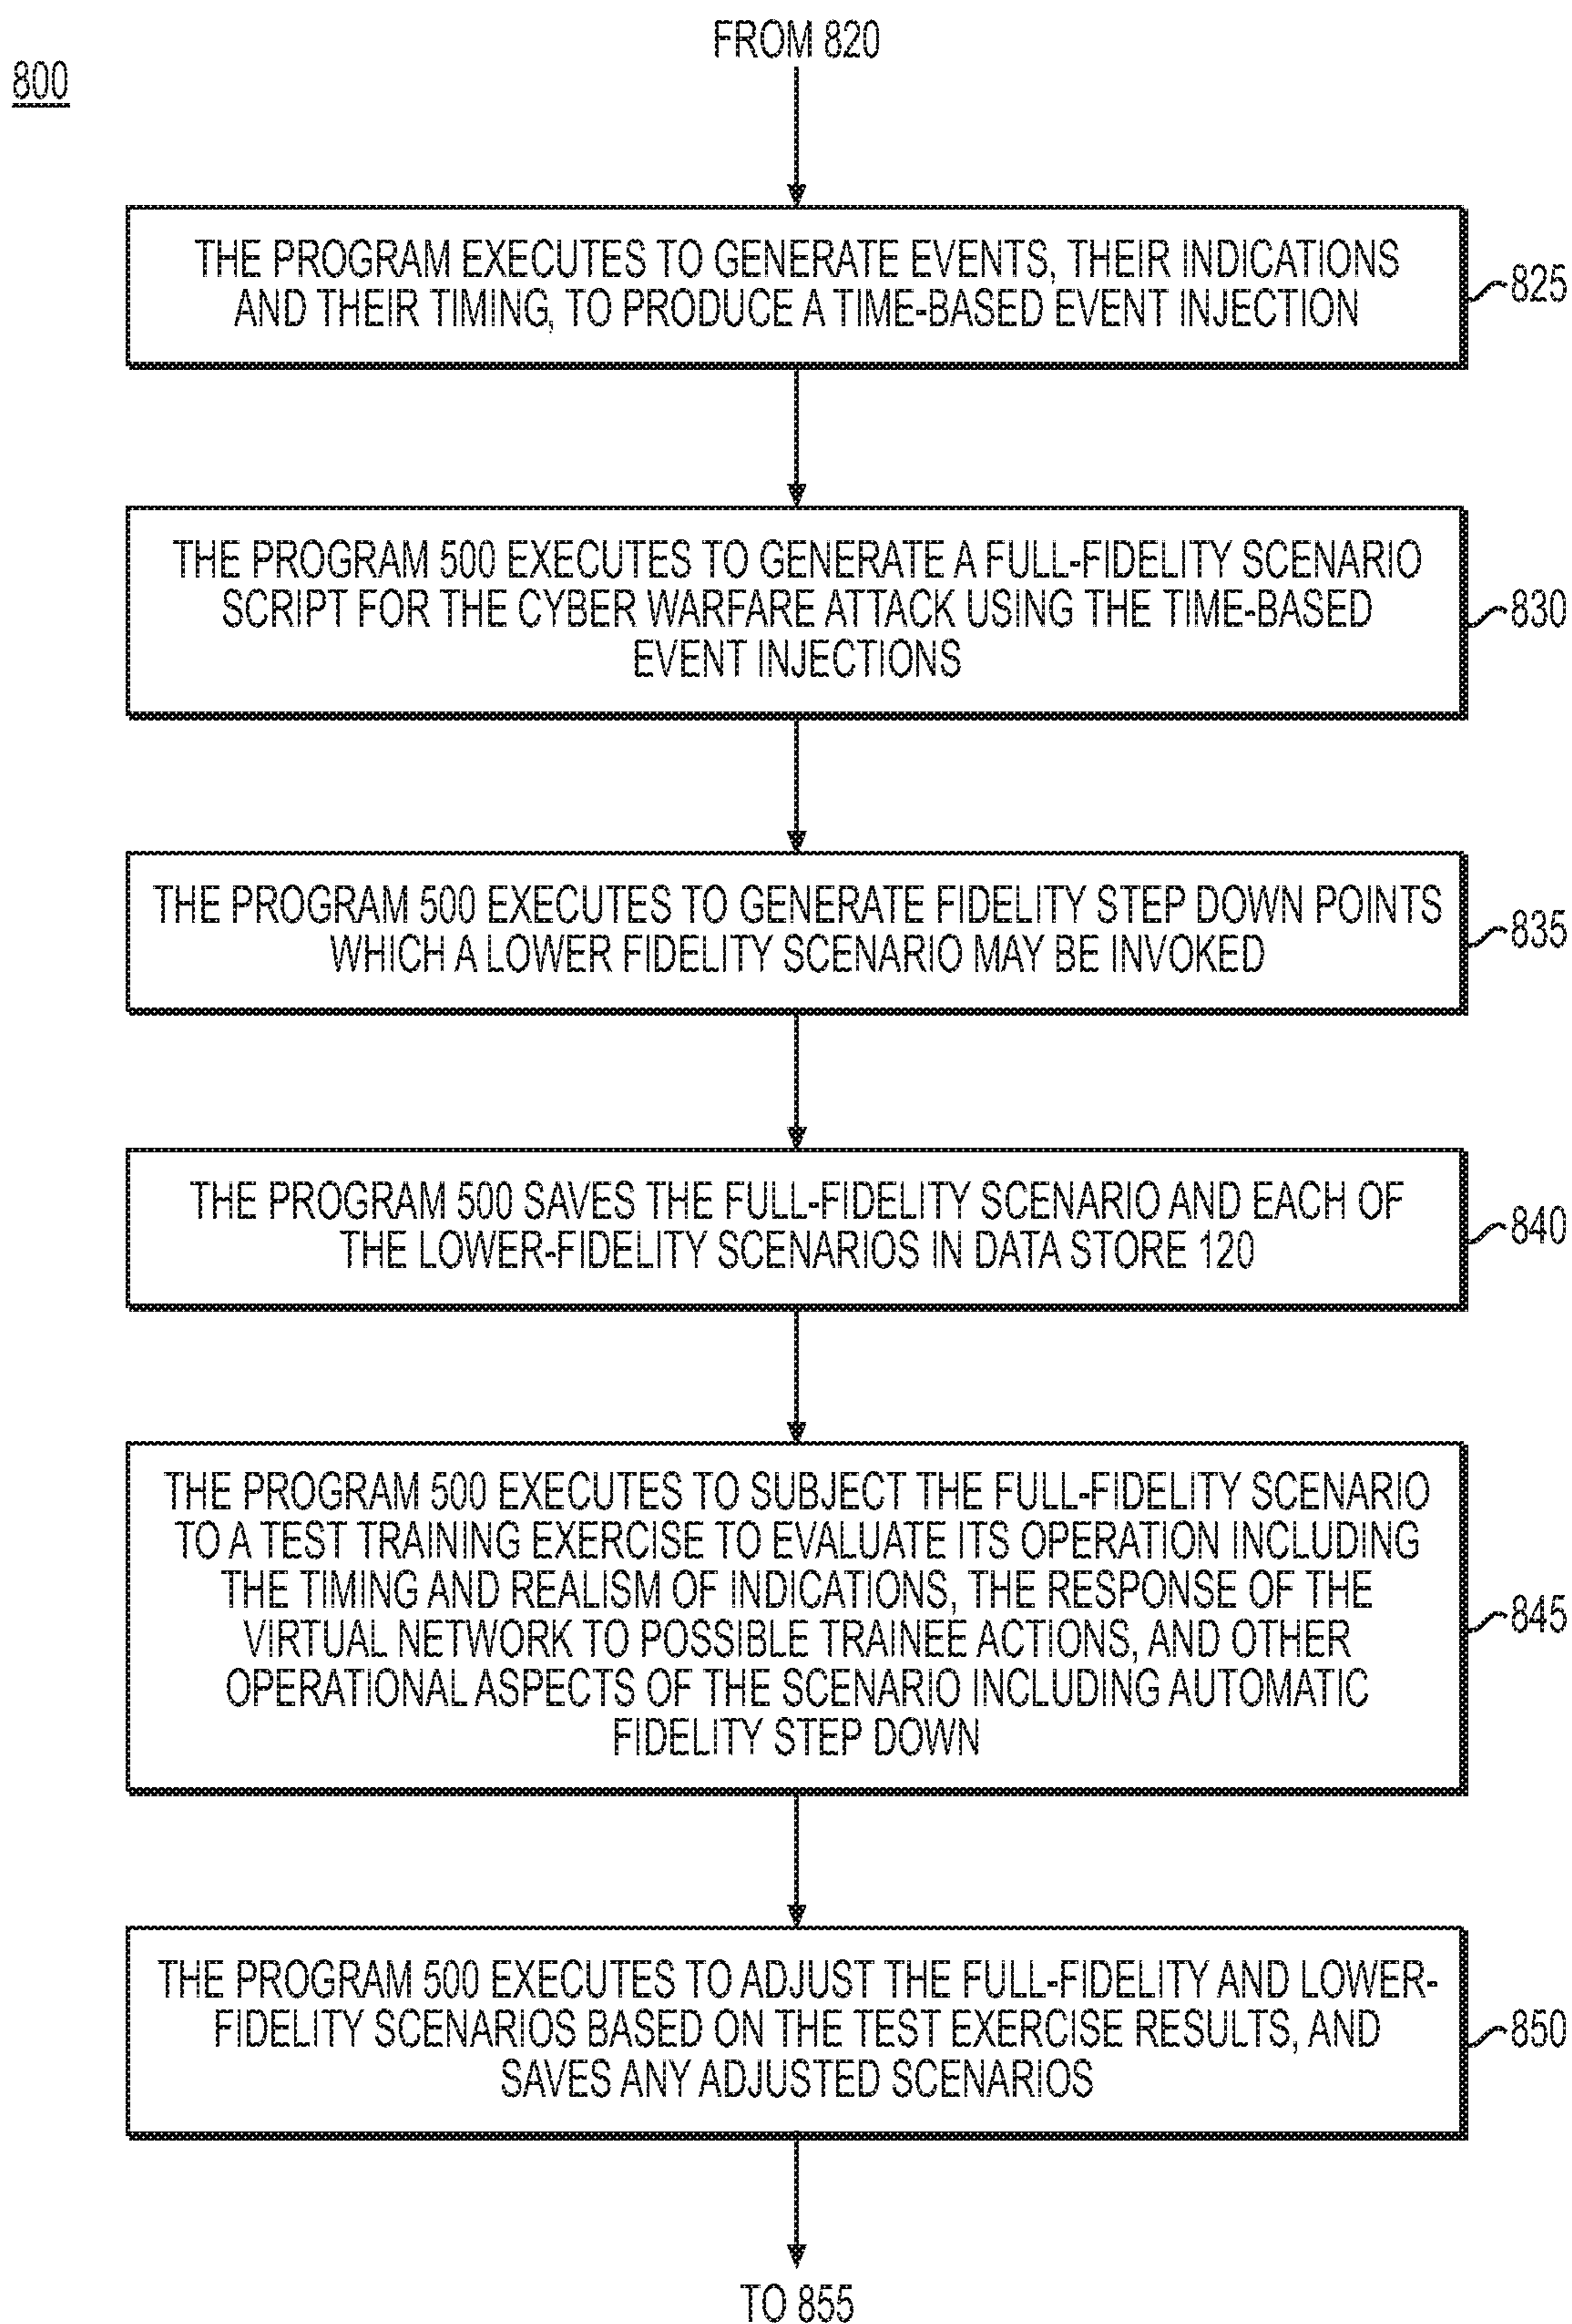 FROM 820
800
THE PROGRAM EXECUTES TO GENERATE EVENTS, THEIR INDICATIONS
AND THEIR TIMING, TO PRODUCE A TIME-BASED EVENT INJECTION
825
THE PROGRAM 500 EXECUTES TO GENERATE A FULL-FIDELITY SCENARIO
SCRIPT FOR THE CYBER WARFARE ATTACK USING THE TIME-BASED
EVENT INJECTIONS
830
THE PROGRAM 500 EXECUTES TO GENERATE FIDELITY STEP DOWN POINTS
WHICH A LOWER FIDELITY SCENARIO MAY BE INVOKED
835
THE PROGRAM 500 SAVES THE FULL-FIDELITY SCENARIO AND EACH OF
THE LOWER-FIDELITY SCENARIOS IN DATA STORE 120
840
THE PROGRAM 500 EXECUTES TO SUBJECT THE FULL-FIDELITY SCENARIO
TO A TEST TRAINING EXERCISE TO EVALUATE ITS OPERATION INCLUDING
THE TIMING AND REALISM OF INDICATIONS, THE RESPONSE OF THE
VIRTUAL NETWORK TO POSSIBLE TRAINEE ACTIONS, AND OTHER
OPERATIONAL ASPECTS OF THE SCENARIO INCLUDING AUTOMATIC
FIDELITY STEP DOWN
845
THE PROGRAM 500 EXECUTES TO ADJUST THE FULL-FIDELITY AND LOWER-
FIDELITY SCENARIOS BASED ON THE TEST EXERCISE RESULTS, AND
SAVES ANY ADJUSTED SCENARIOS
850
TO 855